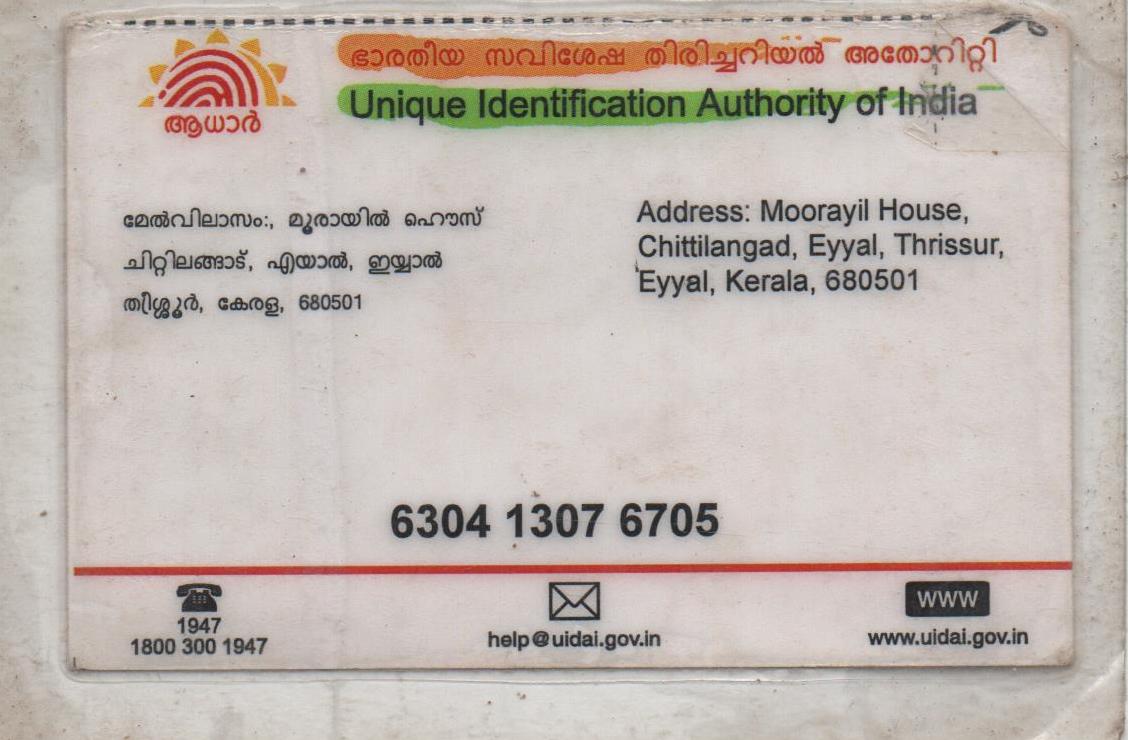 ഭാരതീയ സവിശേഷ തിരിച്ചറിയൽ അതോറിറ്റി
Unique Identification Authority of India
ആധാർ
മേൽവിലാസം:, മൂരായിൽ ഹൌസ്
ചിറ്റിലങ്ങാട്, എയാൽ, ഇയ്യാൽ
തൃശ്ശൂർ, കേരള, 680501
Address: Moorayil House,
Chittilangad, Eyyal, Thrissur,
Eyyal, Kerala, 680501
6304 1307 6705
1947
1800 300 1947
help@uidai.gov.in
WWW
www.uidai.gov.in